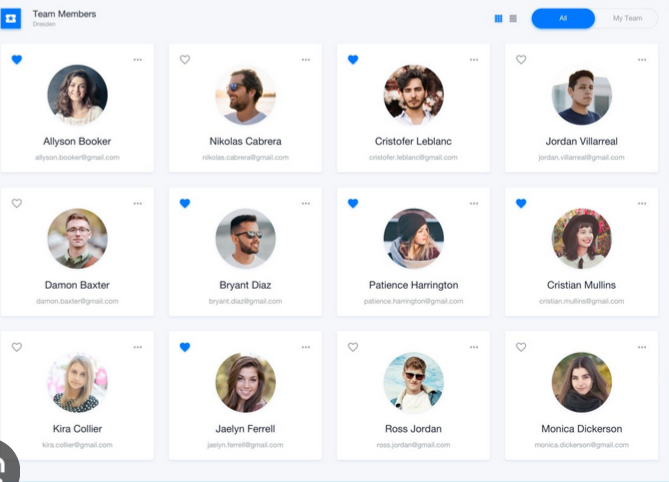 Team Members
Dresden
All
My Team
Allyson Booker
allyson.booker@gmail.com
Nikolas Cabrera
nikolas.cabrera@gmail.com
Cristofer Leblanc
cristofer.leblanc@gmail.com
Jordan Villarreal
jordan.villarreal@gmail.com
Damon Baxter
damon.baxter@gmail.com
Bryant Diaz
bryant.diaz@gmail.com
Patience Harrington
patience.harrington@gmail.com
Cristian Mullins
cristian.mullins@gmail.com
Kira Collier
kira.collier@gmail.com
Jaelyn Ferrell
jaelyn.ferrell@gmail.com
Ross Jordan
ross.jordan@gmail.com
Monica Dickerson
monica.dickerson@gmail.com